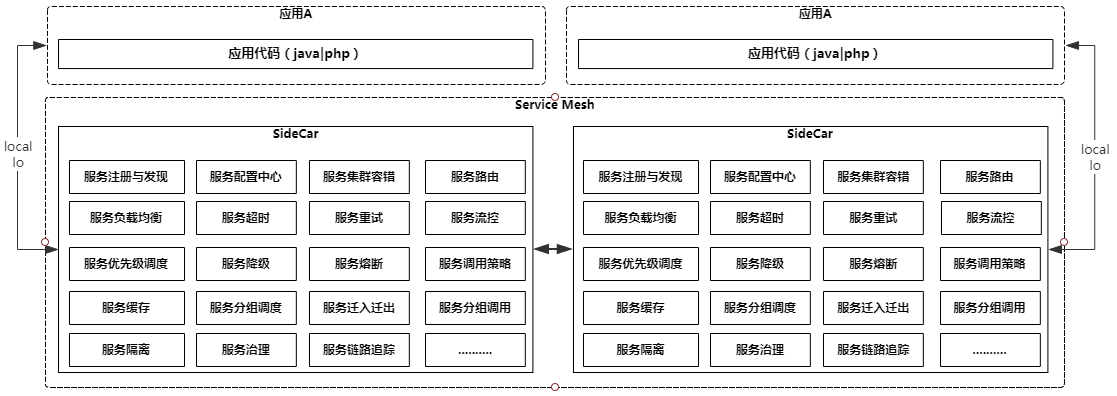 应用A
应用A
应用代码（java|php）
应用代码（java|php）
Service Mesh
SideCar
SideCar
local
lo
local
lo
服务注册与发现 服务配置中心 服务集群容错 服务路由
服务注册与发现 服务配置中心 服务集群容错 服务路由
服务负载均衡 服务超时 服务重试 服务流控
服务负载均衡 服务超时 服务重试 服务流控
服务优先级调度 服务降级 服务熔断 服务调用策略
服务优先级调度 服务降级 服务熔断 服务调用策略
服务缓存 服务分组调度 服务迁入迁出 服务分组调用
服务缓存 服务分组调度 服务迁入迁出 服务分组调用
服务隔离 服务治理 服务链路追踪 ..........
服务隔离 服务治理 服务链路追踪 ..........